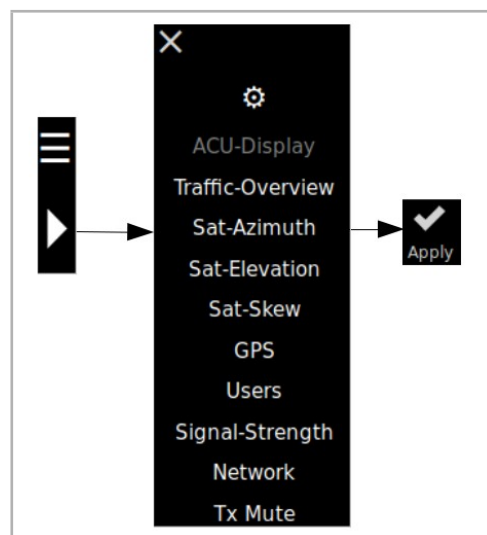 ACU-Display
Traffic-Overview
Sat-Azimuth
Sat-Elevation
Sat-Skew
GPS
Users
Signal-Strength
Network
Tx Mute
Apply